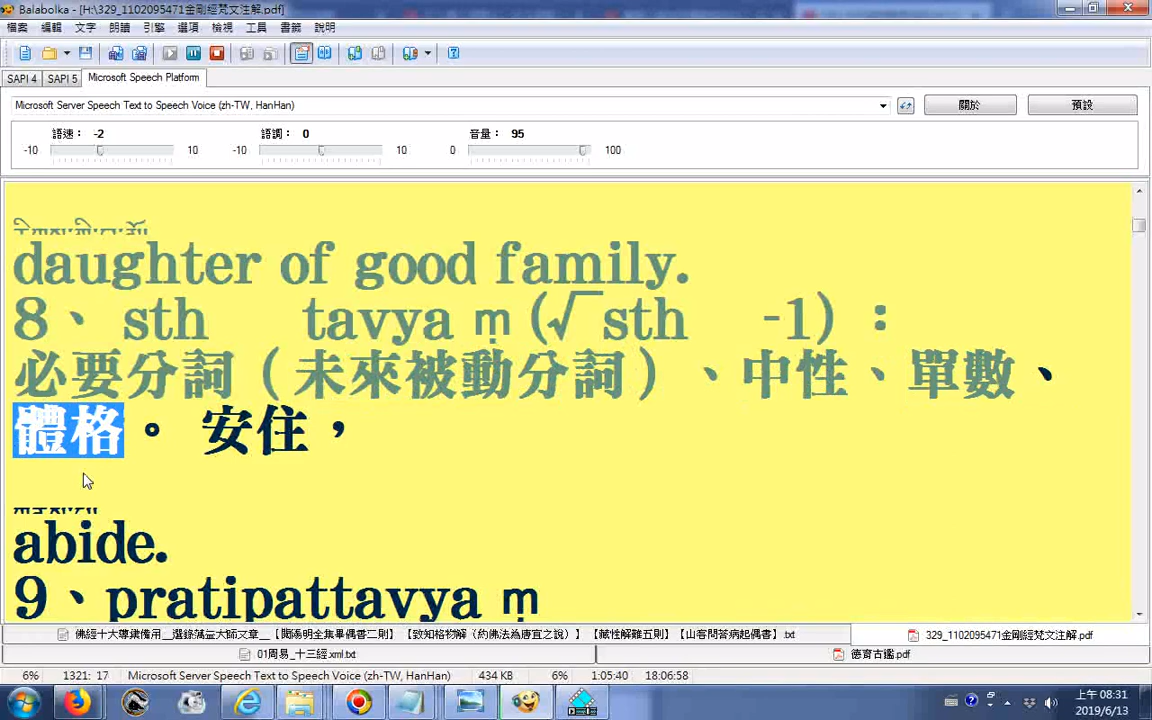 Balabolka - [H:\329_1102095471金剛經梵文注解.pdf]
檔案 編輯 文字 朗讀 引擎 選項 檢視 工具 書籤 說明
SAPI 4 SAPI 5 Microsoft Speech Platform
Microsoft Server Speech Text to Speech Voice (zh-TW, HanHan) 關於 預設
語速： -2 語調： 0 音量： 95
-10 10 -10 10 0 100
daughter of good family.
8、 sth tavya ṃ (√sth -1)：
必要分詞（未來被動分詞）、中性、單數、
體格。 安住，
abide.
9、pratipattavya ṃ
329_1102095471金剛經梵文注解.pdf
01周易_十三經.xml.txt 德育古鑑.pdf
6% 1321: 17 Microsoft Server Speech Text to Speech Voice (zh-TW, HanHan) 434 KB 6% 1:05:40 18:06:58
上午 08:31
2019/6/13